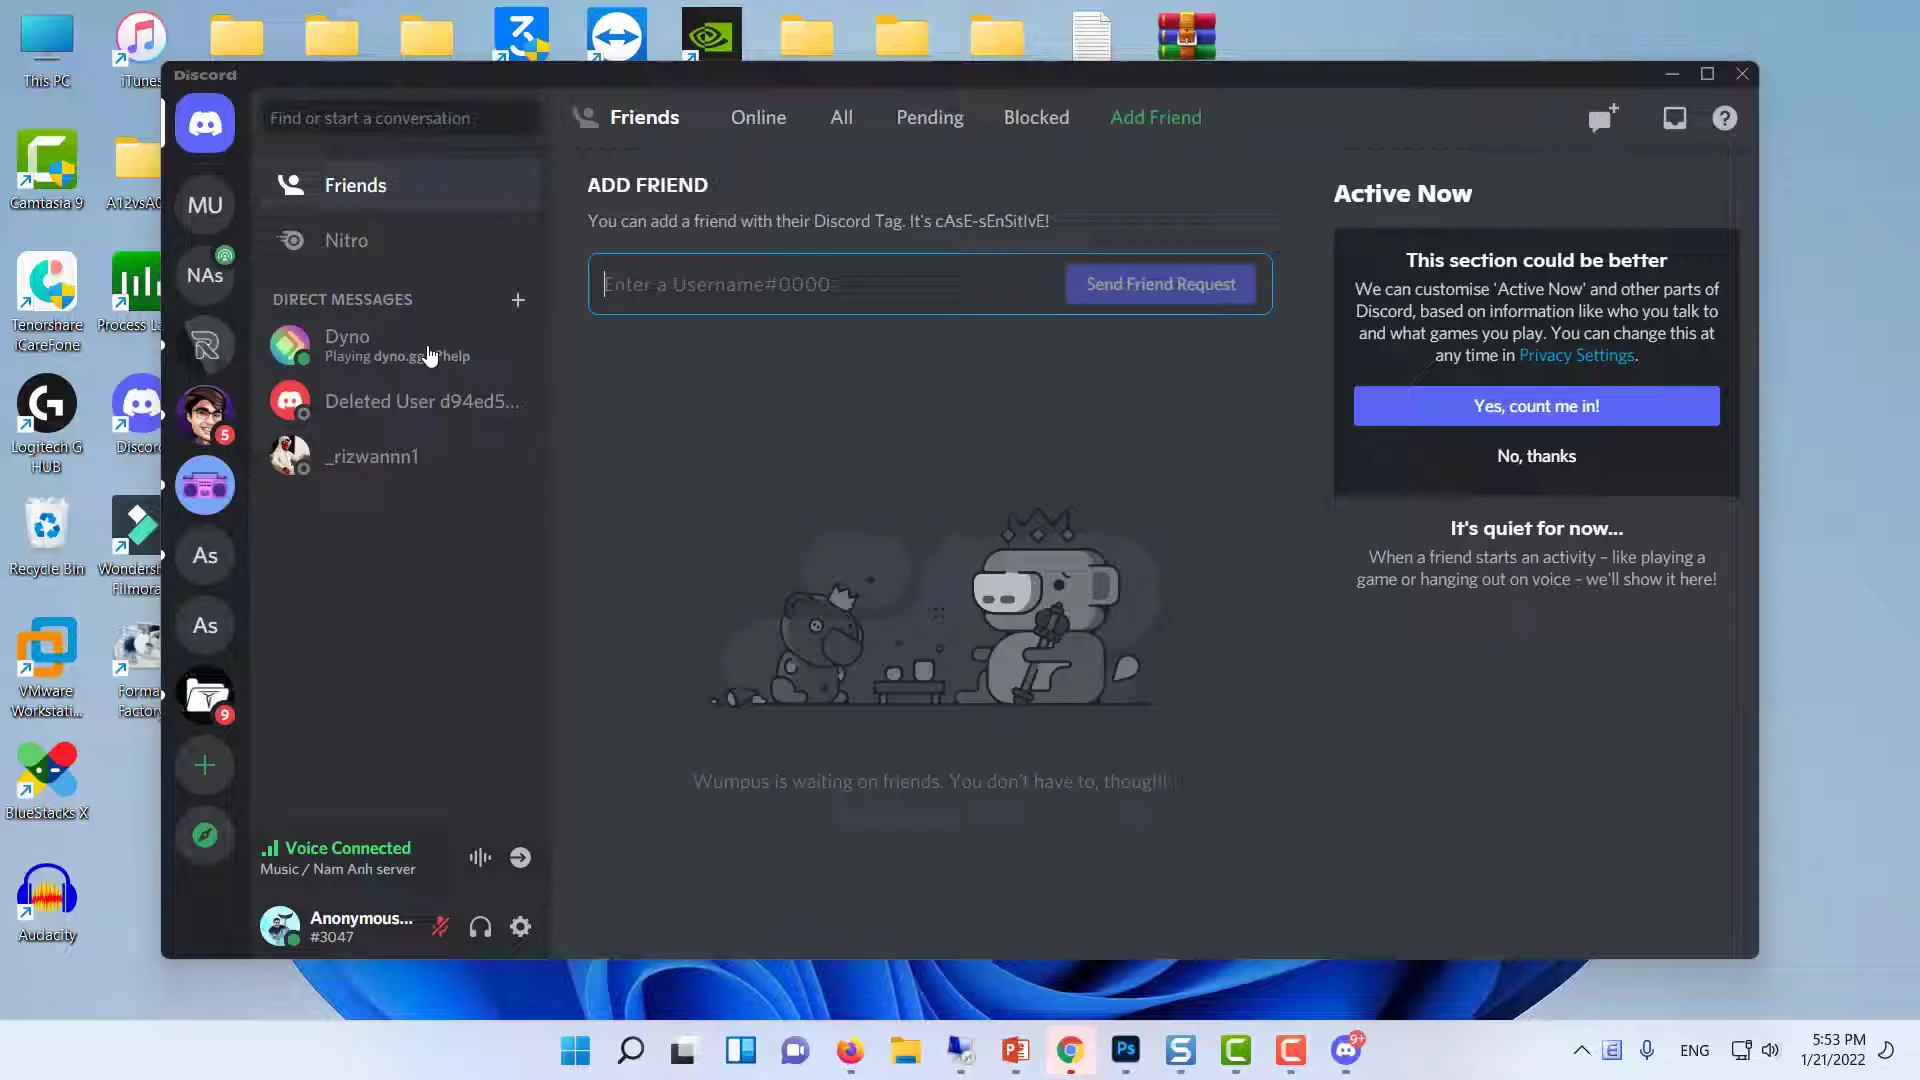 This PC
iTunes
Discord
Find or start a conversation
Friends
Online
All
Pending
Blocked
Add Friend
Camtasia 9
MU
Friends
Nitro
ADD FRIEND
You can add a friend with their Discord Tag. It's cAsE-sEnSitIvE!
Enter a Username#0000
Send Friend Request
Active Now
This section could be better
We can customise 'Active Now' and other parts of
Discord, based on information like who you talk to
and what games you play. You can change this at
any time in Privacy Settings.
Yes, count me in!
No, thanks
It's quiet for now...
When a friend starts an activity – like playing a
game or hanging out on voice – we'll show it here!
NAs
DIRECT MESSAGES
Dyno
Playing dyno.gg ?help
Deleted User d94ed5...
_rizwannn1
Tenorshare
iCareFone
Process La
Logitech G
HUB
Discord
5
Recycle Bin
Wondersh
Filmora
As
As
VMware
Workstati...
Forma
Factory
9
BlueStacks X
Audacity
Wumpus is waiting on friends. You don't have to, though!
Voice Connected
Music / Nam Anh server
Anonymous...
#3047
9+
ENG
5:53 PM
1/21/2022